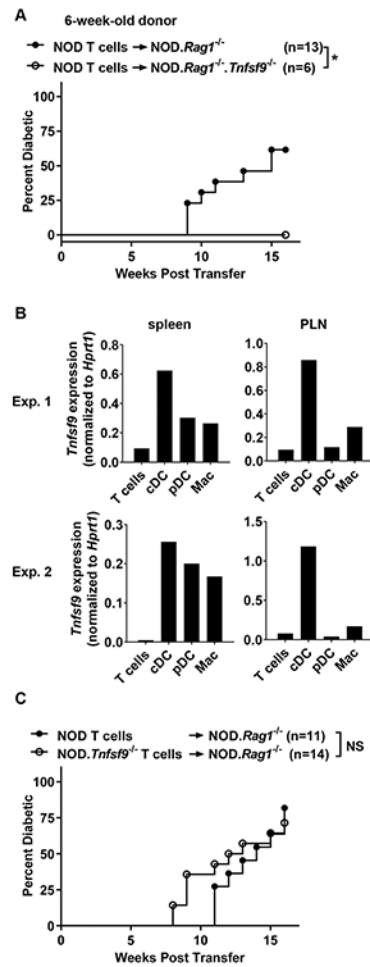 A
6-week-old donor
NOD T cells → NOD.Rag1-/- (n=13)
NOD T cells → NOD.Rag1-/-.Tnfsf9-/- (n=6)
*
Percent Diabetic
100
75
50
25
0
0 5 10 15
Weeks Post Transfer
B
spleen PLN
Exp. 1
Tnfsf9 expression
(normalized to Hprt1)
0.8
0.6
0.4
0.2
0.0
T cells cDC pDC Mac
1.0
0.8
0.6
0.4
0.2
0
T cells cDC pDC Mac
Exp. 2
Tnfsf9 expression
(normalized to Hprt1)
0.3
0.2
0.1
0.0
T cells cDC pDC Mac
1.5
1.0
0.5
0.0
T cells cDC pDC Mac
C
NOD T cells → NOD.Rag1-/- (n=11)
NOD.Tnfsf9-/- T cells → NOD.Rag1-/- (n=14)
NS
Percent Diabetic
100
75
50
25
0
0 5 10 15
Weeks Post Transfer